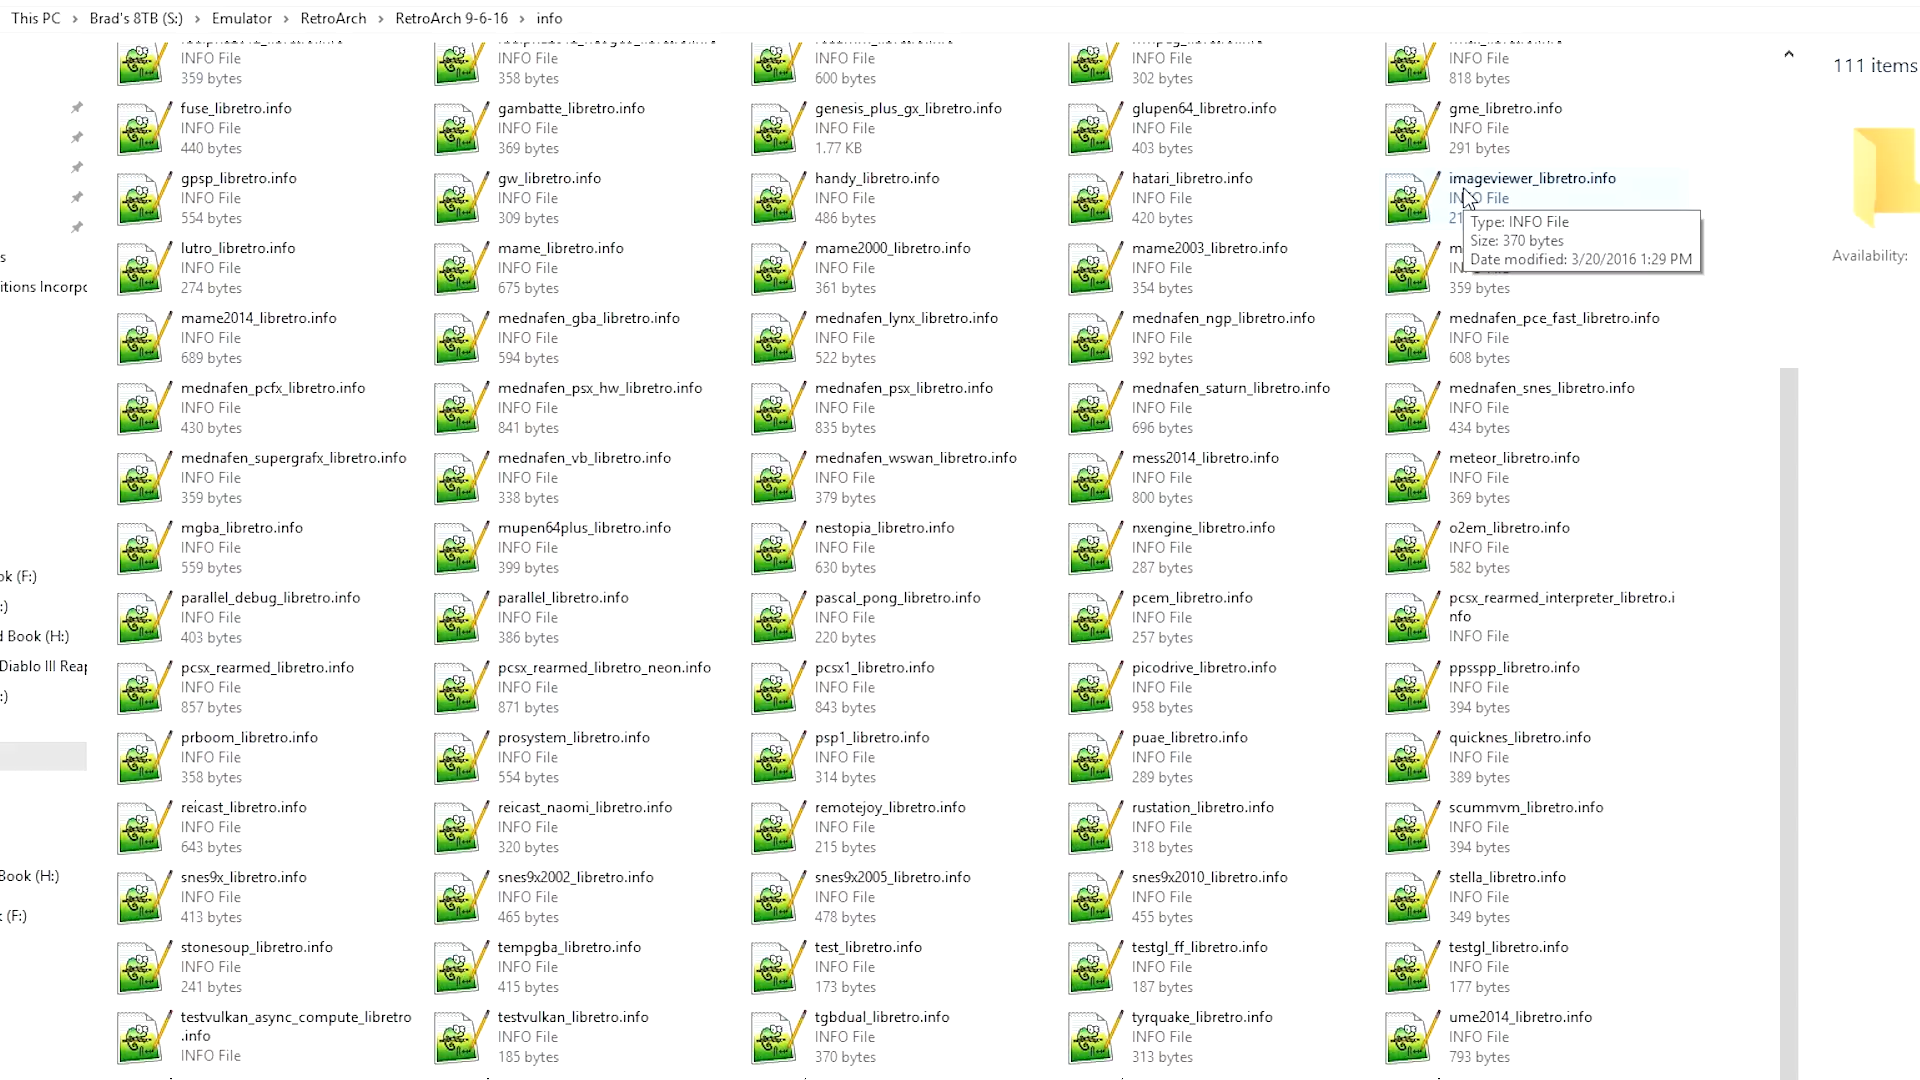 This PC > Brad's 8TB (S:) > Emulator > RetroArch > RetroArch 9-6-16 > info
111 items
Availability:
s
itions Incorpc
ok (F:)
:)
d Book (H:)
Diablo III Reap
:)
Book (H:)
k (F:)
INFO File
359 bytes
INFO File
358 bytes
INFO File
600 bytes
INFO File
302 bytes
INFO File
818 bytes
fuse_libretro.info
INFO File
440 bytes
gambatte_libretro.info
INFO File
369 bytes
genesis_plus_gx_libretro.info
INFO File
1.77 KB
glupen64_libretro.info
INFO File
403 bytes
gme_libretro.info
INFO File
291 bytes
gpsp_libretro.info
INFO File
554 bytes
gw_libretro.info
INFO File
309 bytes
handy_libretro.info
INFO File
486 bytes
hatari_libretro.info
INFO File
420 bytes
imageviewer_libretro.info
INFO File
21
Type: INFO File
Size: 370 bytes
Date modified: 3/20/2016 1:29 PM
lutro_libretro.info
INFO File
274 bytes
mame_libretro.info
INFO File
675 bytes
mame2000_libretro.info
INFO File
361 bytes
mame2003_libretro.info
INFO File
354 bytes
359 bytes
mame2014_libretro.info
INFO File
689 bytes
mednafen_gba_libretro.info
INFO File
594 bytes
mednafen_lynx_libretro.info
INFO File
522 bytes
mednafen_ngp_libretro.info
INFO File
392 bytes
mednafen_pce_fast_libretro.info
INFO File
608 bytes
mednafen_pcfx_libretro.info
INFO File
430 bytes
mednafen_psx_hw_libretro.info
INFO File
841 bytes
mednafen_psx_libretro.info
INFO File
835 bytes
mednafen_saturn_libretro.info
INFO File
696 bytes
mednafen_snes_libretro.info
INFO File
434 bytes
mednafen_supergrafx_libretro.info
INFO File
359 bytes
mednafen_vb_libretro.info
INFO File
338 bytes
mednafen_wswan_libretro.info
INFO File
379 bytes
mess2014_libretro.info
INFO File
800 bytes
meteor_libretro.info
INFO File
369 bytes
mgba_libretro.info
INFO File
559 bytes
mupen64plus_libretro.info
INFO File
399 bytes
nestopia_libretro.info
INFO File
630 bytes
nxengine_libretro.info
INFO File
287 bytes
o2em_libretro.info
INFO File
582 bytes
parallel_debug_libretro.info
INFO File
403 bytes
parallel_libretro.info
INFO File
386 bytes
pascal_pong_libretro.info
INFO File
220 bytes
pcem_libretro.info
INFO File
257 bytes
pcsx_rearmed_interpreter_libretro.i
nfo
INFO File
pcsx_rearmed_libretro.info
INFO File
857 bytes
pcsx_rearmed_libretro_neon.info
INFO File
871 bytes
pcsx1_libretro.info
INFO File
843 bytes
picodrive_libretro.info
INFO File
958 bytes
ppsspp_libretro.info
INFO File
394 bytes
prboom_libretro.info
INFO File
358 bytes
prosystem_libretro.info
INFO File
554 bytes
psp1_libretro.info
INFO File
314 bytes
puae_libretro.info
INFO File
289 bytes
quicknes_libretro.info
INFO File
389 bytes
reicast_libretro.info
INFO File
643 bytes
reicast_naomi_libretro.info
INFO File
320 bytes
remotejoy_libretro.info
INFO File
215 bytes
rustation_libretro.info
INFO File
318 bytes
scummvm_libretro.info
INFO File
394 bytes
snes9x_libretro.info
INFO File
413 bytes
snes9x2002_libretro.info
INFO File
465 bytes
snes9x2005_libretro.info
INFO File
478 bytes
snes9x2010_libretro.info
INFO File
455 bytes
stella_libretro.info
INFO File
349 bytes
stonesoup_libretro.info
INFO File
241 bytes
tempgba_libretro.info
INFO File
415 bytes
test_libretro.info
INFO File
173 bytes
testgl_ff_libretro.info
INFO File
187 bytes
testgl_libretro.info
INFO File
177 bytes
testvulkan_async_compute_libretro
.info
INFO File
testvulkan_libretro.info
INFO File
185 bytes
tgbdual_libretro.info
INFO File
370 bytes
tyrquake_libretro.info
INFO File
313 bytes
ume2014_libretro.info
INFO File
793 bytes